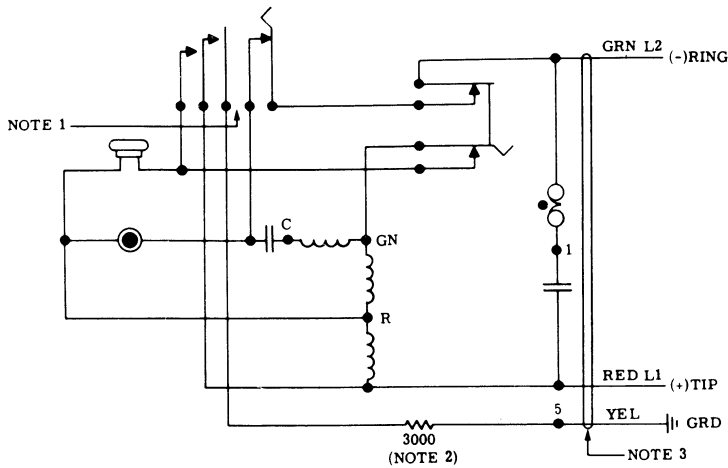 GRN L2 (-)RING
NOTE 1
C
GN
1
R
RED L1 (+)TIP
5 YEL
GRD
3000
(NOTE 2)
NOTE 3